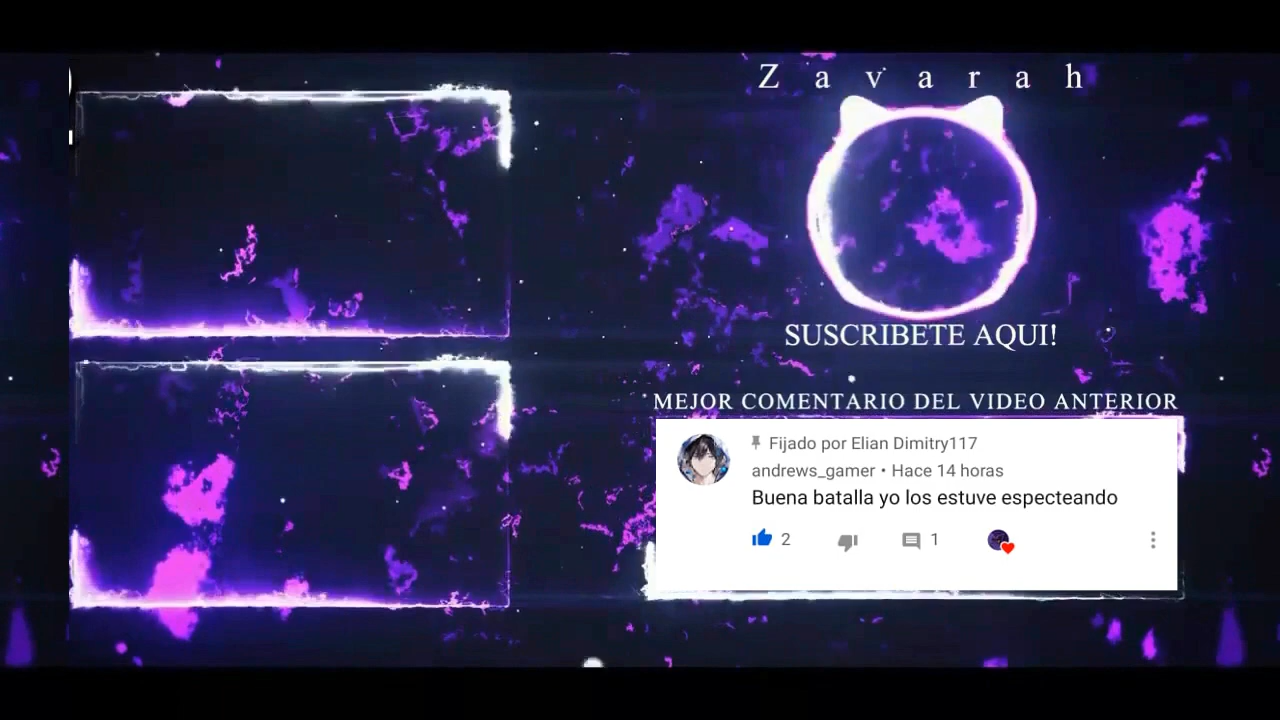 Zavarah
SUSCRIBETE AQUI!
MEJOR COMENTARIO DEL VIDEO ANTERIOR
Fijado por Elian Dimitry117
andrews_gamer • Hace 14 horas
Buena batalla yo los estuve especteando
2 1